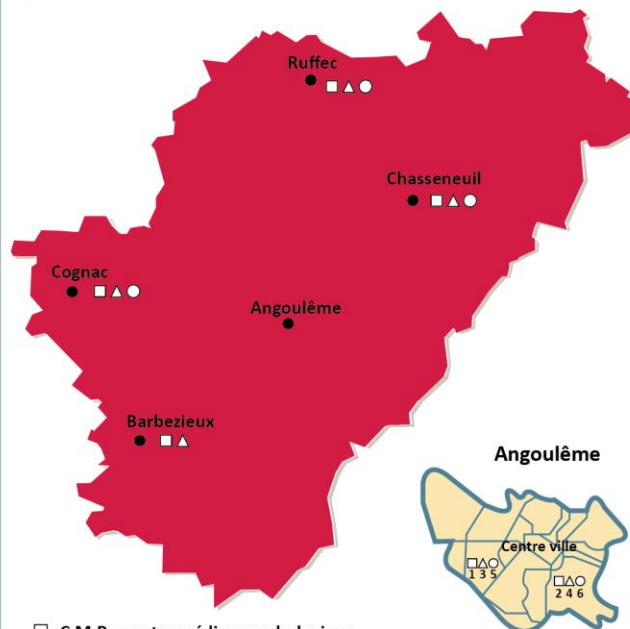 Ruffec
Chasseneuil
Cognac
Angoulême
Barbezieux
Angoulême
Centre ville
1 3 5
2 4 6